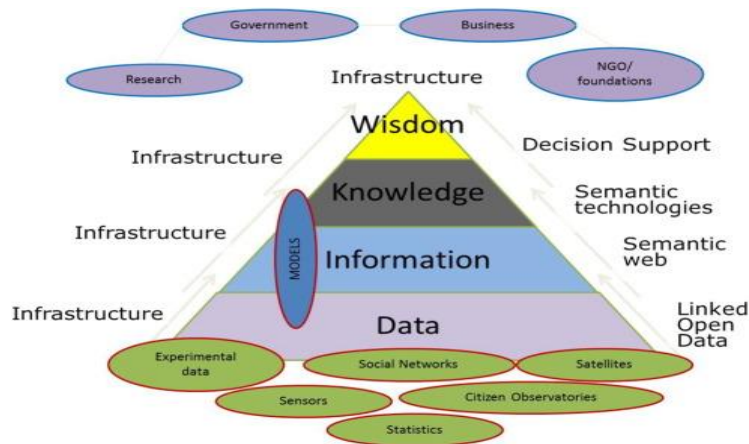 Government
Business
Research
NGO/
foundations
Infrastructure
Wisdom
Decision Support
Infrastructure
Knowledge
Semantic
technologies
Infrastructure
MODELS
Information
Semantic
web
Infrastructure
Data
Linked
Open
Data
Experimental
data
Social Networks
Satellites
Sensors
Citizen Observatories
Statistics